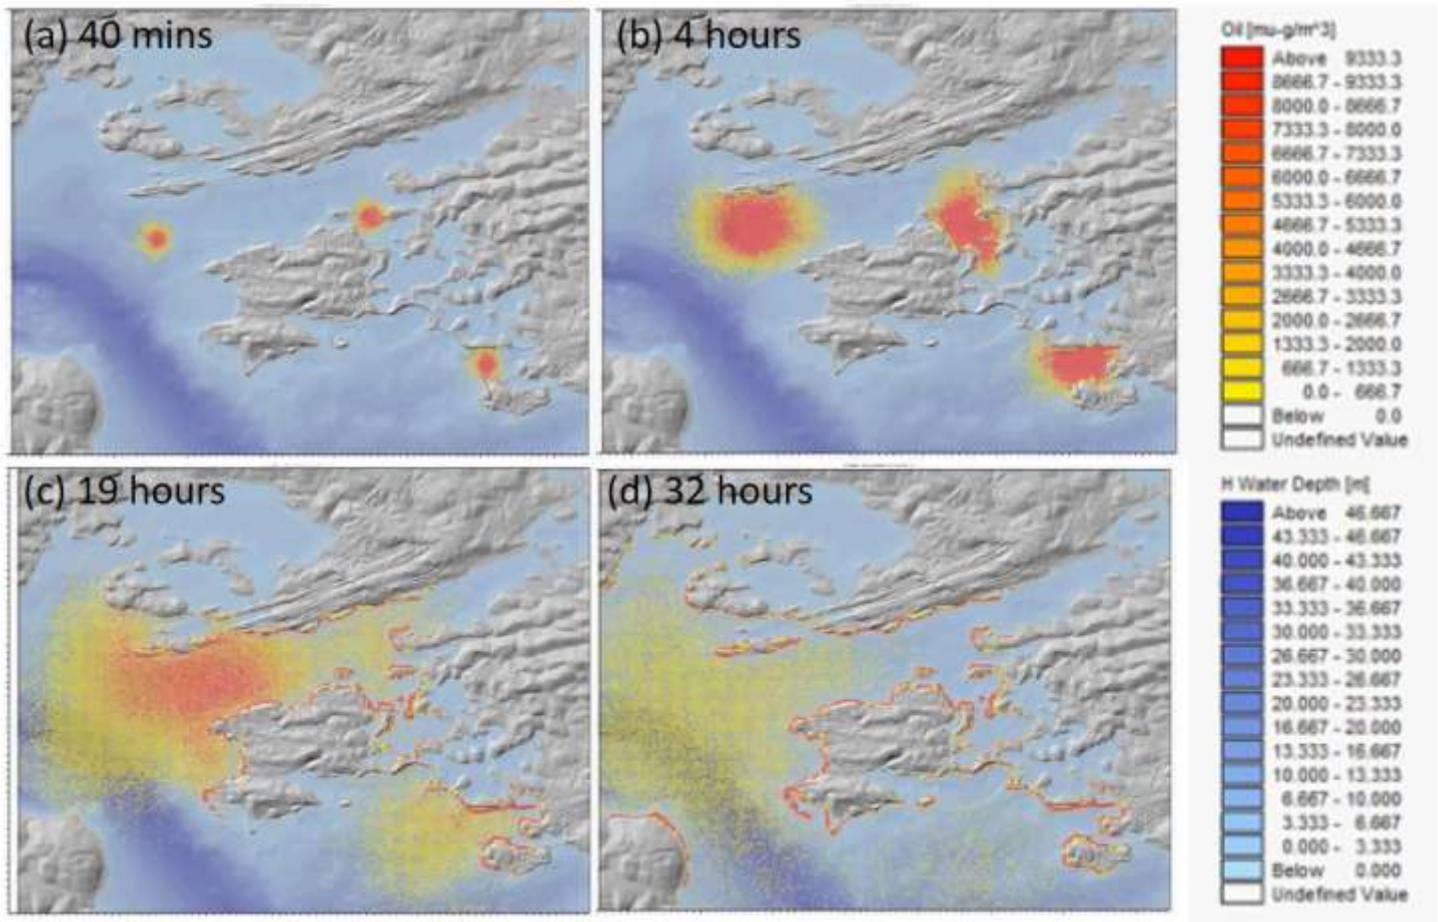 (a) 40 mins
(b) 4 hours
Oil [mu-g/m^3]
Above 9333.3
8666.7 - 9333.3
8000.0 - 8666.7
7333.3 - 8000.0
6666.7 - 7333.3
6000.0 - 6666.7
5333.3 - 6000.0
4666.7 - 5333.3
4000.0 - 4666.7
3333.3 - 4000.0
2666.7 - 3333.3
2000.0 - 2666.7
1333.3 - 2000.0
666.7 - 1333.3
0.0 - 666.7
Below 0.0
Undefined Value
(c) 19 hours
(d) 32 hours
H Water Depth [m]
Above 46.667
43.333 - 46.667
40.000 - 43.333
36.667 - 40.000
33.333 - 36.667
30.000 - 33.333
26.667 - 30.000
23.333 - 26.667
20.000 - 23.333
16.667 - 20.000
13.333 - 16.667
10.000 - 13.333
6.667 - 10.000
3.333 - 6.667
0.000 - 3.333
Below 0.000
Undefined Value